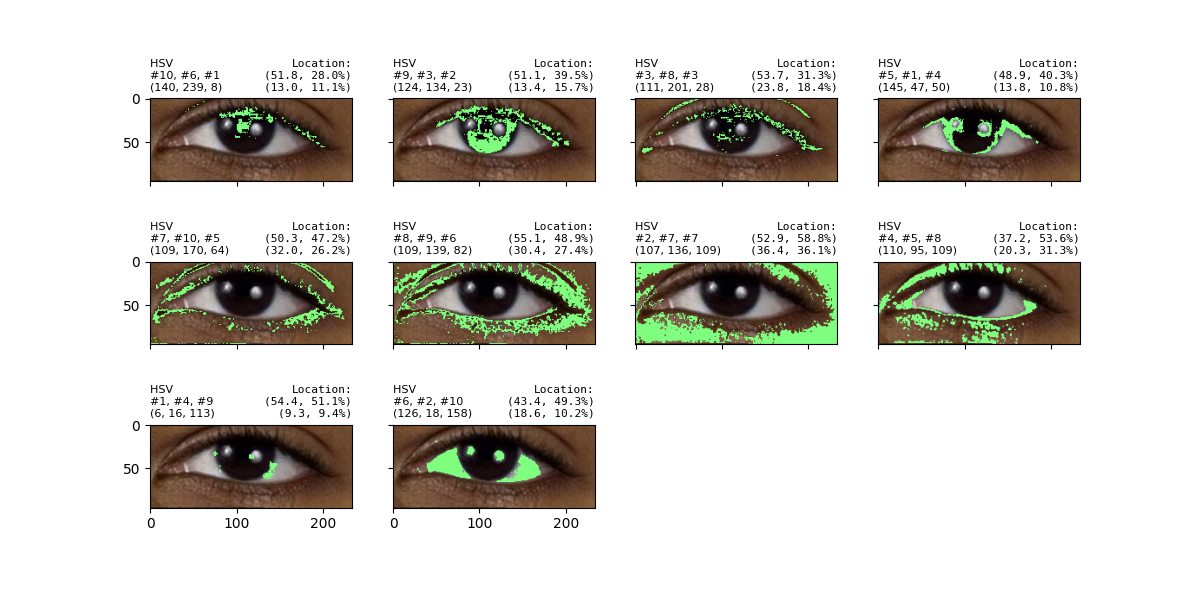 HSV Location:
#10, #6, #1 (51.8, 28.0%)
(140, 239, 8) (13.0, 11.1%)
HSV Location:
#9, #3, #2 (51.1, 39.5%)
(124, 134, 23) (13.4, 15.7%)
HSV Location:
#3, #8, #3 (53.7, 31.3%)
(111, 201, 28) (23.8, 18.4%)
HSV Location:
#5, #1, #4 (48.9, 40.3%)
(145, 47, 50) (13.8, 10.8%)
0
50
HSV Location:
#7, #10, #5 (50.3, 47.2%)
(109, 170, 64) (32.0, 26.2%)
HSV Location:
#8, #9, #6 (55.1, 48.9%)
(109, 139, 82) (30.4, 27.4%)
HSV Location:
#2, #7, #7 (52.9, 58.8%)
(107, 136, 109) (36.4, 36.1%)
HSV Location:
#4, #5, #8 (37.2, 53.6%)
(110, 95, 109) (20.3, 31.3%)
0
50
HSV Location:
#1, #4, #9 (54.4, 51.1%)
(6, 16, 113) (9.3, 9.4%)
HSV Location:
#6, #2, #10 (43.4, 49.3%)
(126, 18, 158) (18.6, 10.2%)
0
50
0 100 200
0 100 200